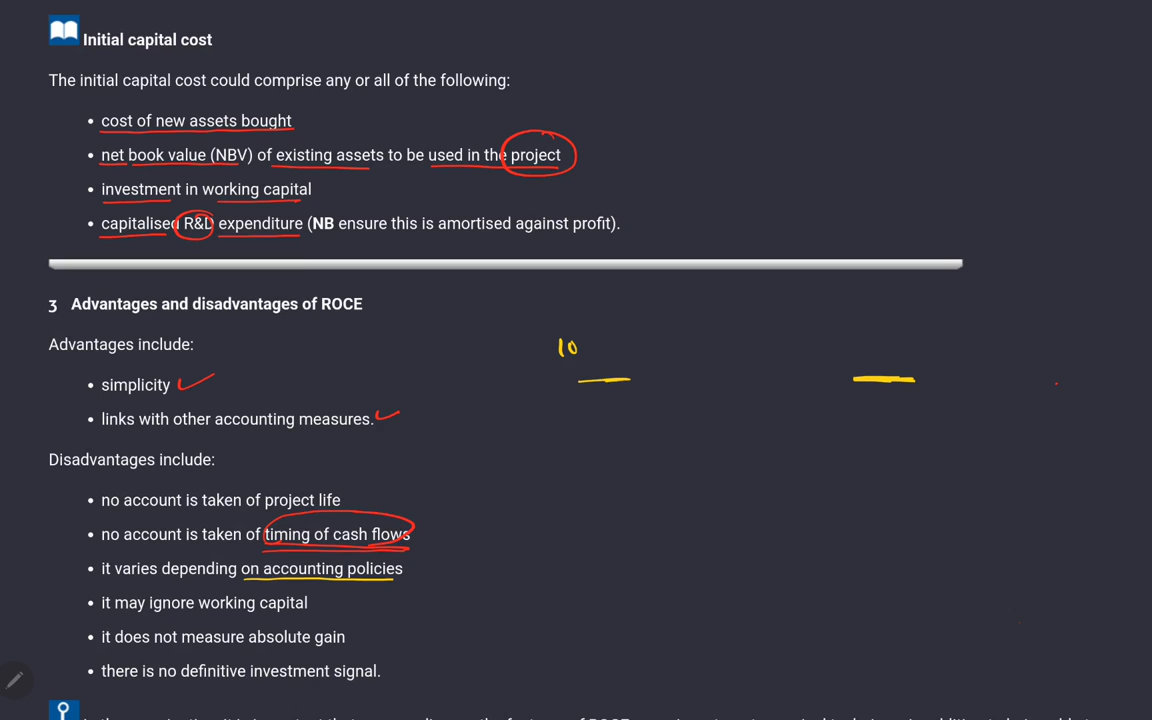 Initial capital cost
The initial capital cost could comprise any or all of the following:
• cost of new assets bought
• net book value (NBV) of existing assets to be used in the project
• investment in working capital
• capitalised R&D expenditure (NB ensure this is amortised against profit).
3 Advantages and disadvantages of ROCE
Advantages include:
10
• simplicity
• links with other accounting measures.
Disadvantages include:
• no account is taken of project life
• no account is taken of timing of cash flows
• it varies depending on accounting policies
• it may ignore working capital
• it does not measure absolute gain
• there is no definitive investment signal.